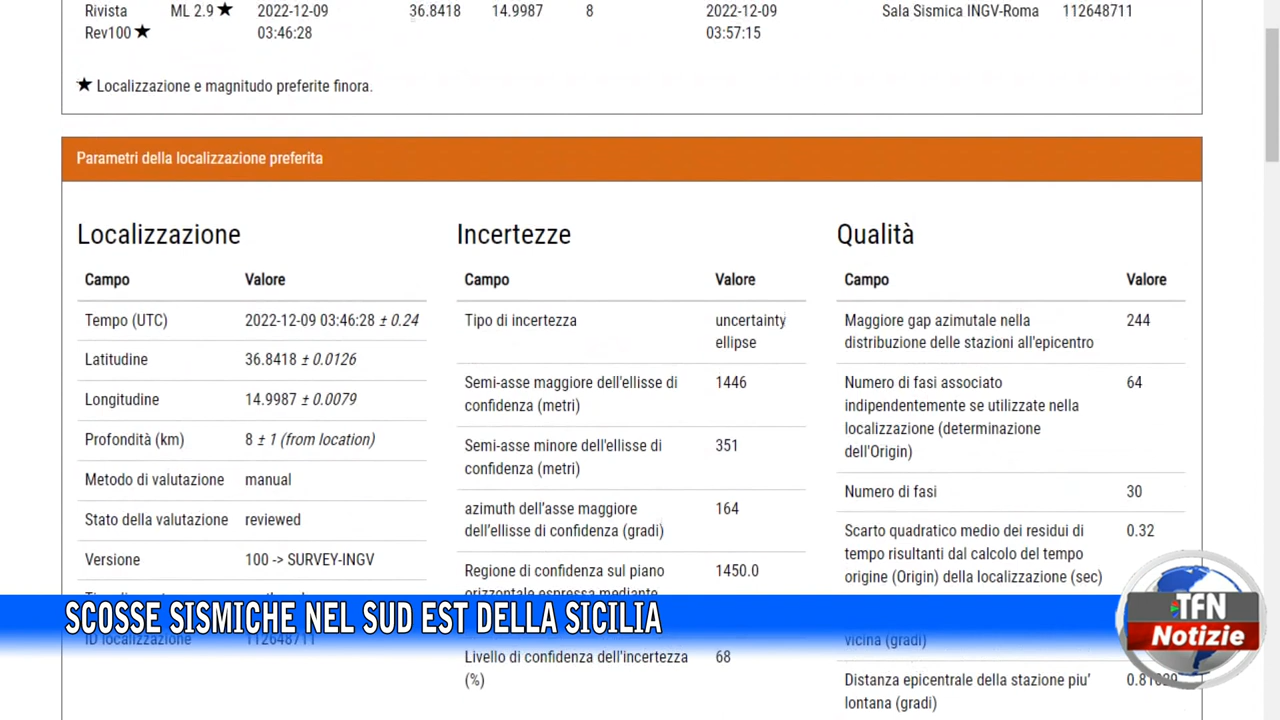 Rivista ML 2.9 ★ 2022-12-09 36.8418 14.9987 8 2022-12-09 Sala Sismica INGV-Roma 112648711
Rev100 ★ 03:46:28 03:57:15
★ Localizzazione e magnitudo preferite finora.
Parametri della localizzazione preferita
Localizzazione
Campo Valore
Tempo (UTC) 2022-12-09 03:46:28 ± 0.24
Latitudine 36.8418 ± 0.0126
Longitudine 14.9987 ± 0.0079
Profondità (km) 8 ± 1 (from location)
Metodo di valutazione manual
Stato della valutazione reviewed
Versione 100 -> SURVEY-INGV
ID localizzazione 112648711
Incertezze
Campo Valore
Tipo di incertezza uncertainty
ellipse
Semi-asse maggiore dell'ellisse di 1446
confidenza (metri)
Semi-asse minore dell'ellisse di 351
confidenza (metri)
azimuth dell'asse maggiore 164
dell'ellisse di confidenza (gradi)
Regione di confidenza sul piano 1450.0
orizzontale espressa mediante
Livello di confidenza dell'incertezza 68
(%)
Qualità
Campo Valore
Maggiore gap azimutale nella 244
distribuzione delle stazioni all'epicentro
Numero di fasi associato 64
indipendentemente se utilizzate nella
localizzazione (determinazione
dell'Origin)
Numero di fasi 30
Scarto quadratico medio dei residui di 0.32
tempo risultanti dal calcolo del tempo
origine (Origin) della localizzazione (sec)
vicina (gradi)
Distanza epicentrale della stazione piu'
lontana (gradi)
SCOSSE SISMICHE NEL SUD EST DELLA SICILIA
TFN
Notizie